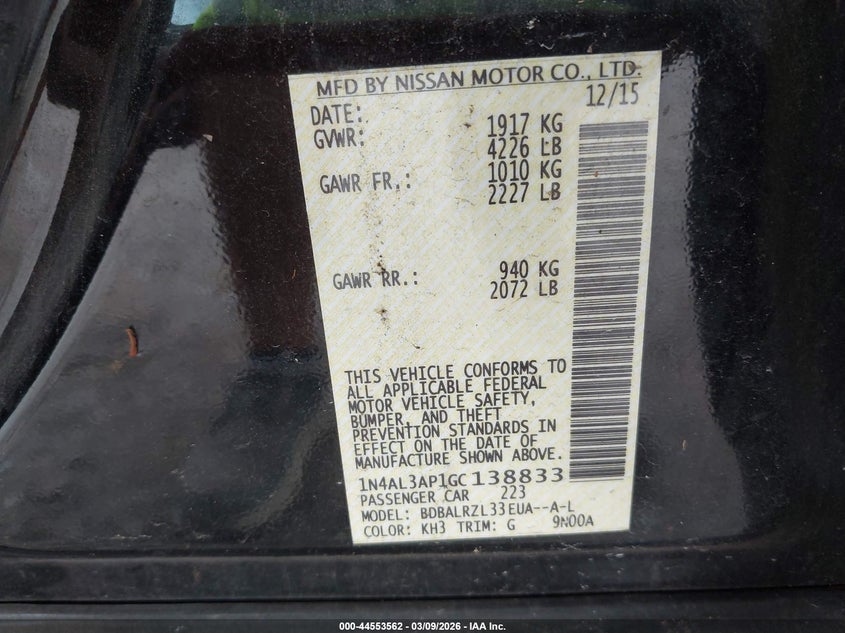 MFD BY NISSAN MOTOR CO., LTD.
DATE: 12/15
GVWR: 1917 KG
4226 LB
GAWR FR.: 1010 KG
2227 LB
GAWR RR.: 940 KG
2072 LB
THIS VEHICLE CONFORMS TO
ALL APPLICABLE FEDERAL
MOTOR VEHICLE SAFETY,
BUMPER, AND THEFT
PREVENTION STANDARDS IN
EFFECT ON THE DATE OF
MANUFACTURE SHOWN ABOVE.
1N4AL3AP1GC138833
PASSENGER CAR 223
MODEL: BDBALRZL33EUA--A-L
COLOR: KH3 TRIM: G 9N00A
000-44553562 - 03/09/2026 - IAA Inc.